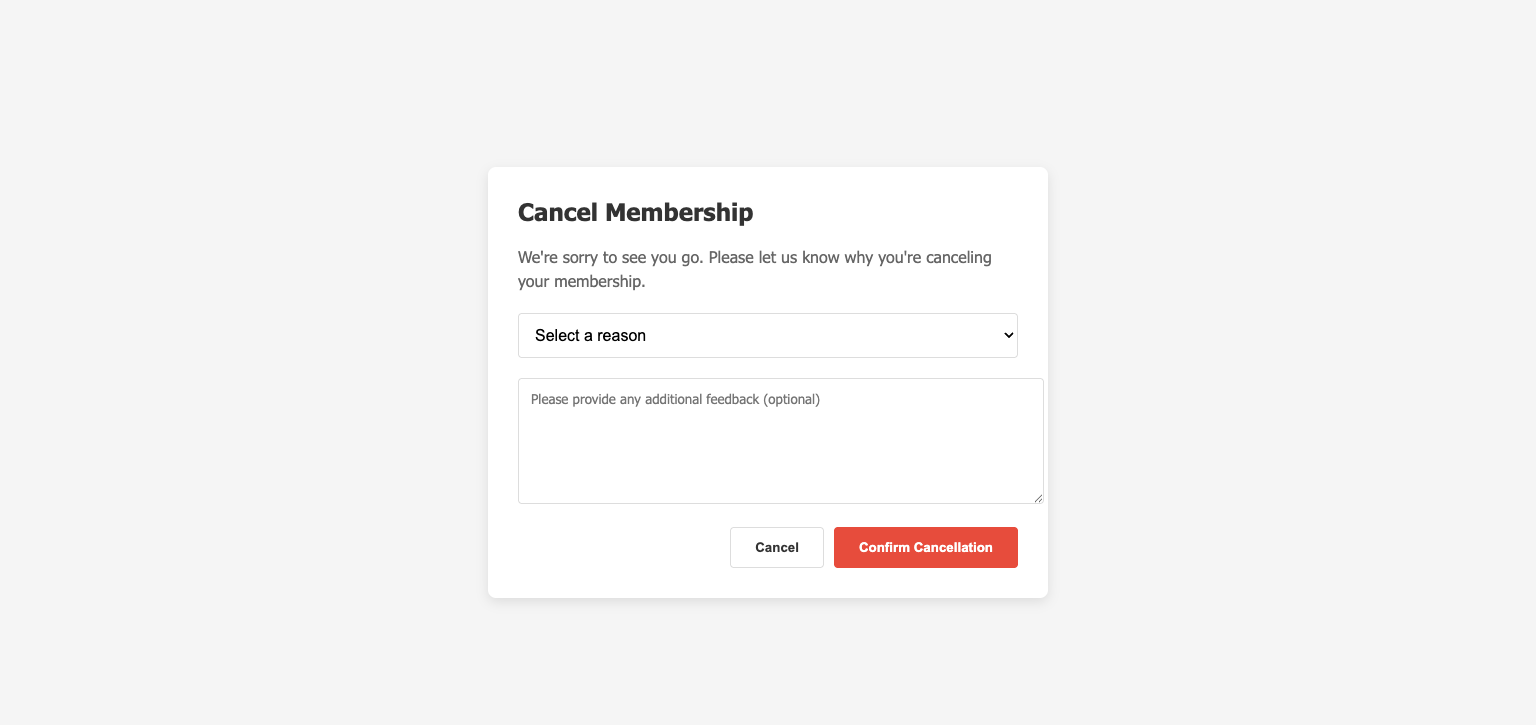 Cancel Membership
We're sorry to see you go. Please let us know why you're canceling
your membership.
Select a reason
Please provide any additional feedback (optional)
Cancel
Confirm Cancellation